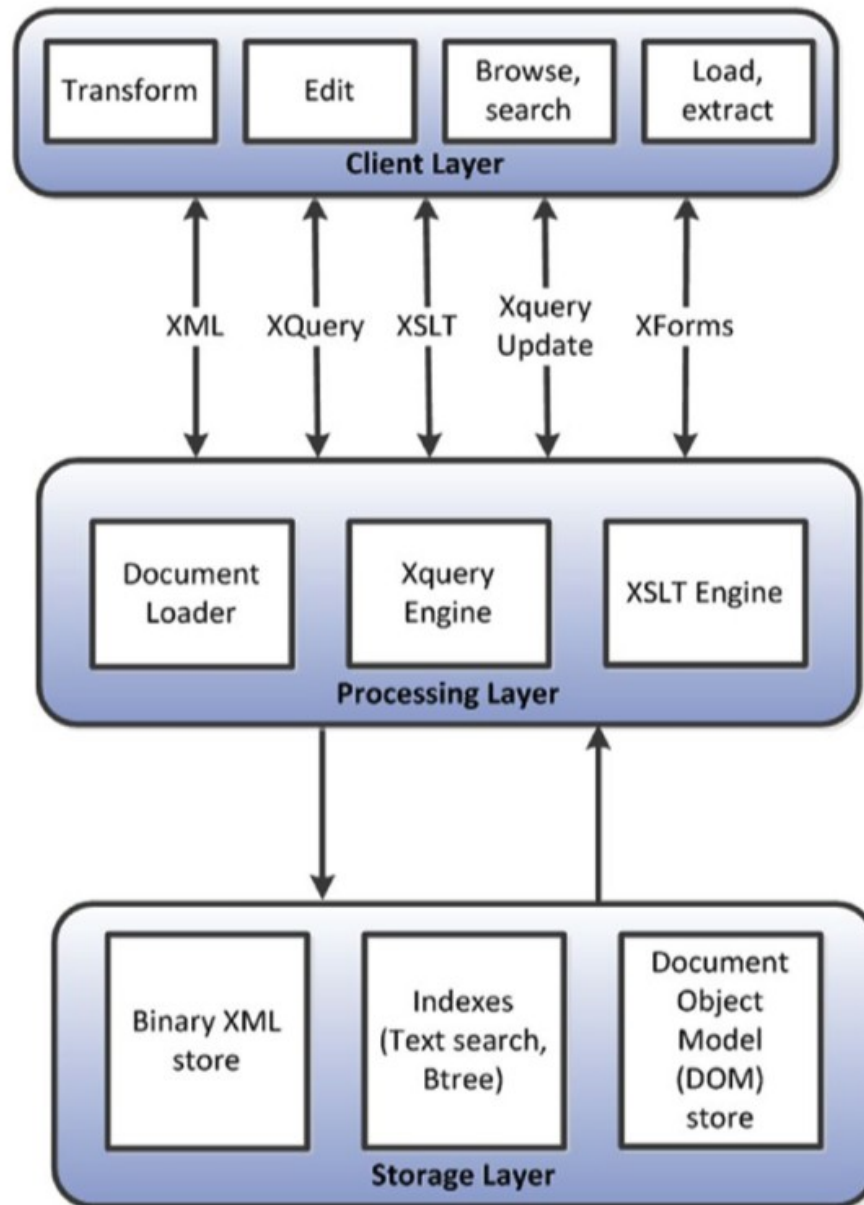 Transform
Edit
Browse,
search
Load,
extract
Client Layer
XML
XQuery
XSLT
Xquery
Update
XForms
Document
Loader
Xquery
Engine
XSLT Engine
Processing Layer
Binary XML
store
Indexes
(Text search,
Btree)
Document
Object
Model
(DOM)
store
Storage Layer